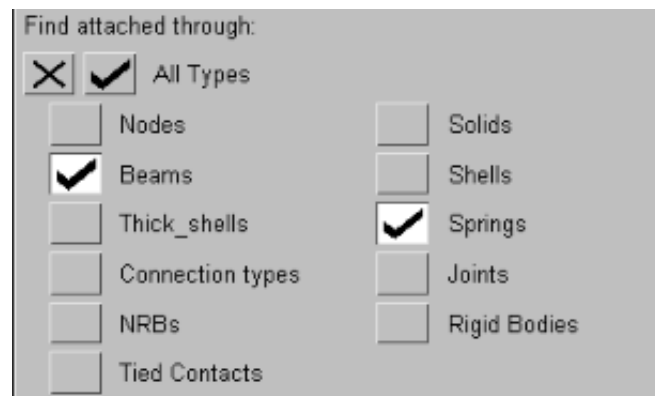 Find attached through:
All Types
Nodes Solids
Beams Shells
Thick_shells Springs
Connection types Joints
NRBs Rigid Bodies
Tied Contacts